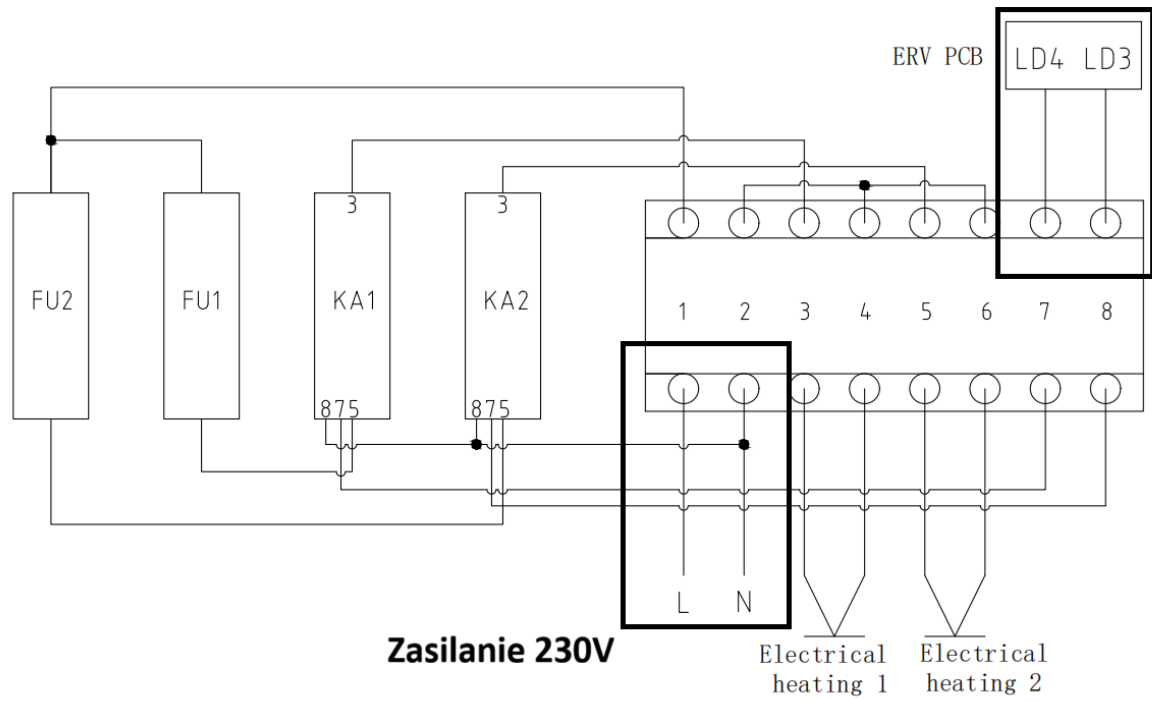 ERV PCB
LD4 LD3
3 3
FU2 FU1 KA1 KA2
1 2 3 4 5 6 7 8
875 875
L N
Zasilanie 230V
Electrical
heating 1
Electrical
heating 2